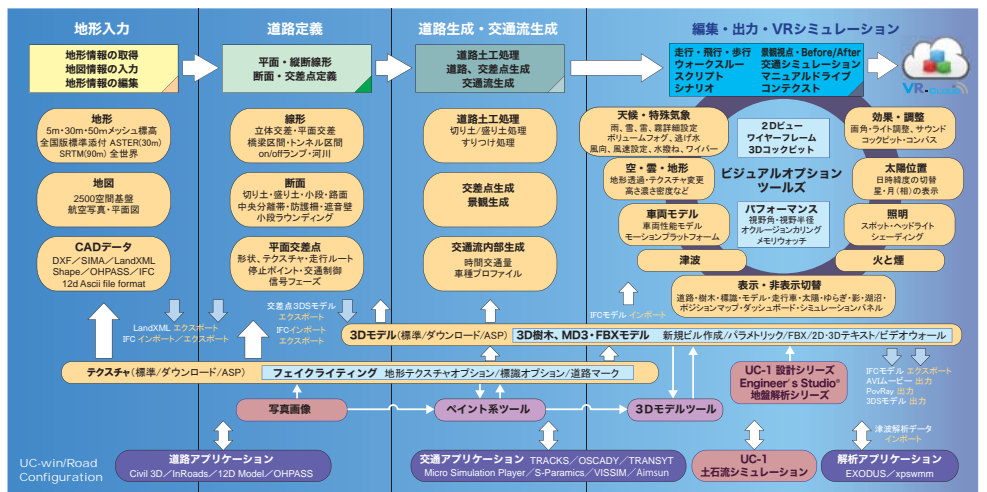 地形入力
地形情報の取得
地図情報の入力
地形情報の編集
地形
5m・30m・50mメッシュ標高
全国版標準添付 ASTER(30m)
SRTM(90m) 全世界
地図
2500空間基盤
航空写真・平面図
CADデータ
DXF／SIMA／LandXML
Shape／OHPASS／IFC
12d Ascii file format
LandXML エクスポート
IFC インポート／エクスポート
道路定義
平面・縦断線形
断面・交差点定義
線形
立体交差・平面交差
橋梁区間・トンネル区間
on/offランプ・河川
断面
切り土・盛り土・小段・路面
中央分離帯・防護柵・遮音壁
小段ラウンディング
平面交差点
形状、テクスチャ・走行ルート
停止ポイント・交通制御
信号フェーズ
交差点3DSモデル
エクスポート
IFCインポート
エクスポート
道路生成・交通流生成
道路土工処理
道路、交差点生成
交通流生成
道路土工処理
切り土／盛り土処理
すりつけ処理
交差点生成
景観生成
交通流内部生成
時間交通量
車種プロファイル
編集・出力・VRシミュレーション
走行・飛行・歩行
ウォークスルー
スクリプト
シナリオ
景観視点・Before/After
交通シミュレーション
マニュアルドライブ
コンテクスト
VR-CLOUD
天候・特殊気象
雨、雪、雷、霧詳細設定
ボリュームフォグ、逃げ水
風向、風速設定、水撥ね、ワイパー
空・雲・地形
地形透過・テクスチャ変更
高さ濃さ密度など
車両モデル
車両性能モデル
モーションプラットフォーム
津波
2Dビュー
ワイヤーフレーム
3Dコックピット
ビジュアルオプション
ツールズ
パフォーマンス
視野角・視野半径
オクルージョンカリング
メモリウォッチ
効果・調整
画角・ライト調整、サウンド
コックピット・コンパス
太陽位置
日時緯度の切替
星・月（相）の表示
照明
スポット・ヘッドライト
シェーディング
火と煙
表示・非表示切替
道路・樹木・標識・モデル・走行車・太陽・ゆらぎ・影・湖沼・
ポジションマップ・ダッシュボード・シミュレーションパネル
IFCモデル インポート
3Dモデル(標準/ダウンロード/ASP) 3D樹木、MD3・FBXモデル 新規ビル作成/パラメトリック/FBX/2D・3Dテキスト/ビデオウォール
テクスチャ(標準/ダウンロード/ASP) フェイクライティング 地形テクスチャオプション/標識オプション/道路マーク
UC-1 設計シリーズ
Engineer's Studio®
地盤解析シリーズ
IFCモデル エクスポート
AVIムービー 出力
PovRay 出力
3DSモデル 出力
写真画像
ペイント系ツール
3Dモデルツール
津波解析データ
インポート
UC-win/Road
Configuration
道路アプリケーション
Civil 3D／InRoads／12D Model／OHPASS
交通アプリケーション TRACKS／OSCADY／TRANSYT
Micro Simulation Player／S-Paramics／VISSIM／Aimsun
UC-1
土石流シミュレーション
解析アプリケーション
EXODUS／xpswmm